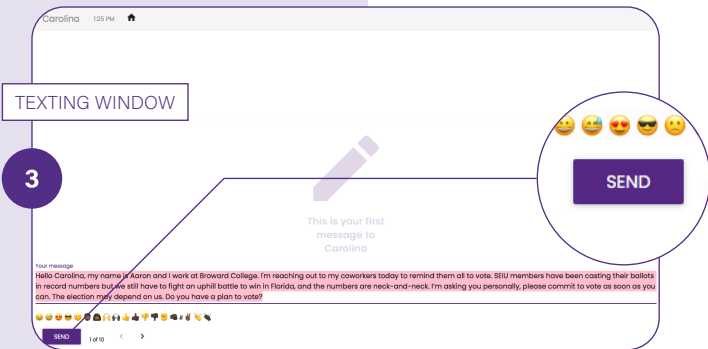 Carolina 1:25 PM
TEXTING WINDOW
3
SEND
This is your first
message to
Carolina
Your message
Hello Carolina, my name is Aaron and I work at Broward College. I'm reaching out to my coworkers today to remind them all to vote. SEIU members have been casting their ballots
in record numbers but we still have to fight an uphill battle to win in Florida, and the numbers are neck-and-neck. I'm asking you personally, please commit to vote as soon as you
can. The election may depend on us. Do you have a plan to vote?
SEND 1 of 10 < >